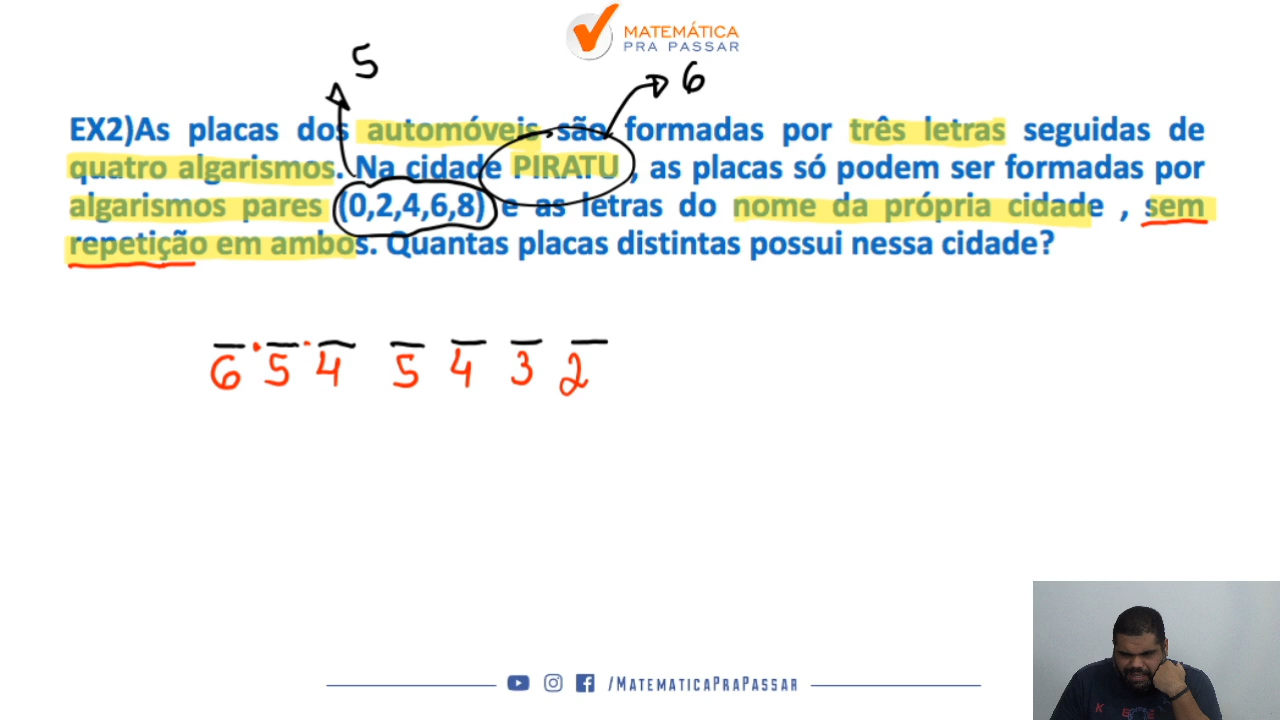 MATEMÁTICA
PRA PASSAR
5
6
EX2)As placas dos automóveis são formadas por três letras seguidas de
quatro algarismos. Na cidade PIRATU , as placas só podem ser formadas por
algarismos pares (0,2,4,6,8) e as letras do nome da própria cidade , sem
repetição em ambos. Quantas placas distintas possui nessa cidade?
6 . 5 . 4 5 4 3 2
/MATEMATICAPRAPASSAR